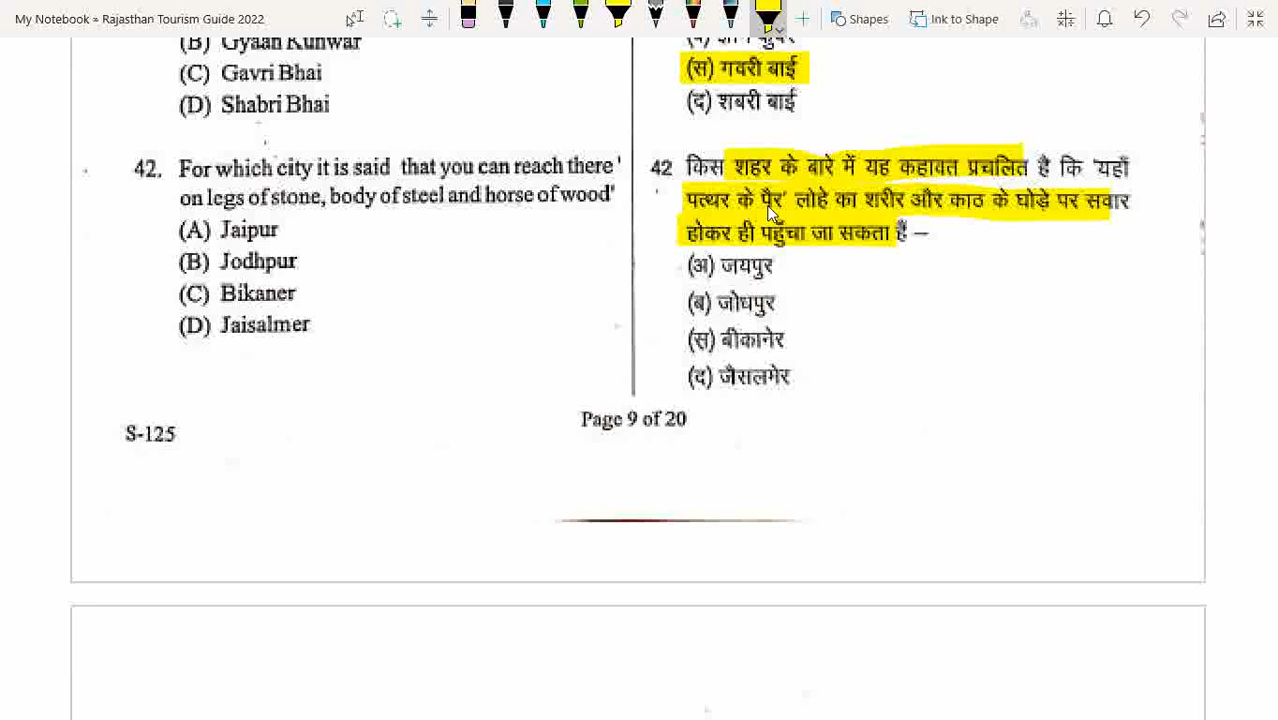 My Notebook » Rajasthan Tourism Guide 2022
Shapes
Ink to Shape
(B) Gyaan Kunwar
(C) Gavri Bhai
(D) Shabri Bhai
42. For which city it is said that you can reach there '
on legs of stone, body of steel and horse of wood'
(A) Jaipur
(B) Jodhpur
(C) Bikaner
(D) Jaisalmer
S-125
(स) गवरी बाई
(द) शबरी बाई
42 किस शहर के बारे में यह कहावत प्रचलित है कि 'यहाँ
पत्थर के पैर' लोहे का शरीर और काठ के घोड़े पर सवार
होकर ही पहुँचा जा सकता हैं –
(अ) जयपुर
(ब) जोधपुर
(स) बीकानेर
(द) जैसलमेर
Page 9 of 20